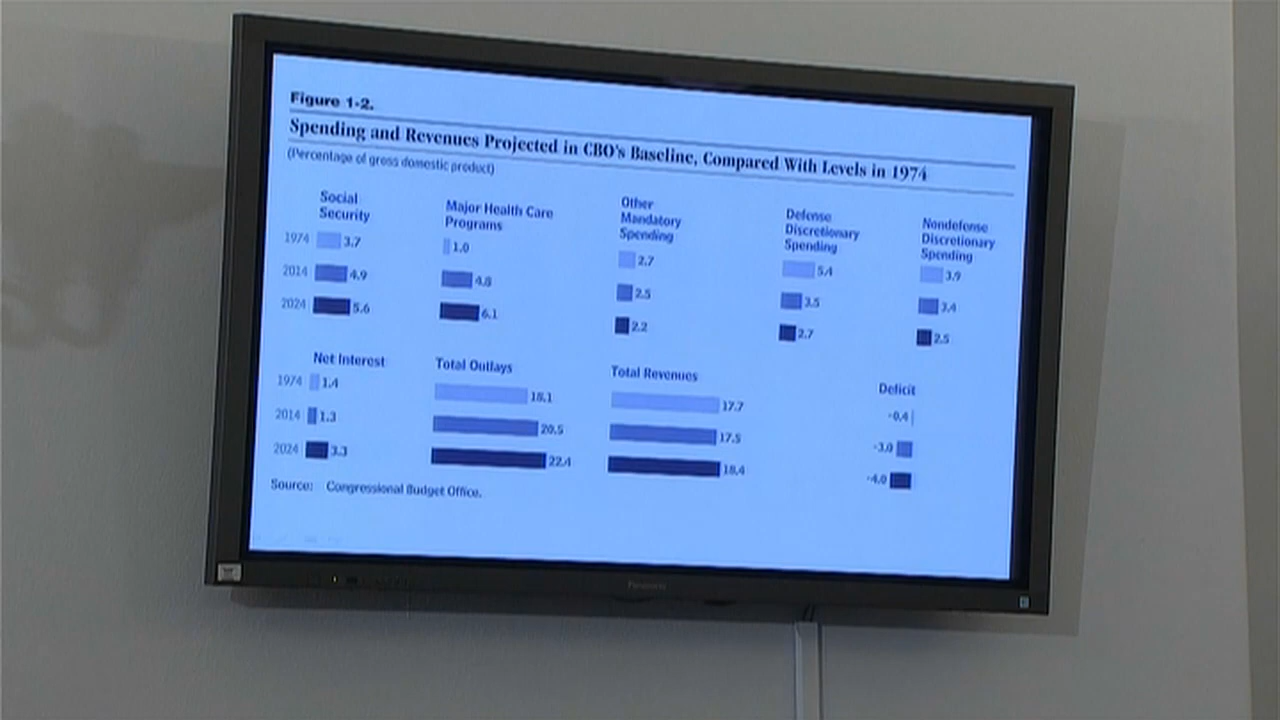 Figure 1-2.
Spending and Revenues Projected in CBO's Baseline, Compared With Levels in 1974
(Percentage of gross domestic product)
Social Security
1974 3.7
2014 4.9
2024 5.6
Major Health Care Programs
1.0
4.8
6.1
Other Mandatory Spending
2.7
2.5
2.2
Defense Discretionary Spending
5.4
3.5
2.7
Nondefense Discretionary Spending
3.9
3.4
2.5
Net Interest
1974 1.4
2014 1.3
2024 3.3
Total Outlays
18.1
20.5
22.4
Total Revenues
17.7
17.5
18.4
Deficit
-0.4
-3.0
-4.0
Source: Congressional Budget Office.
Panasonic